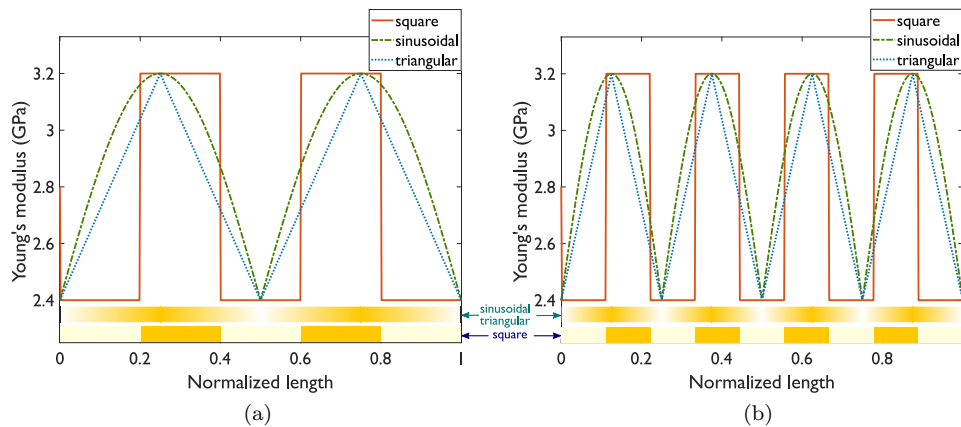 square
sinusoidal
triangular
3.2
3
2.8
2.6
2.4
Young's modulus (GPa)
0
0.2
0.4
0.6
0.8
1
Normalized length
(a)
sinusoidal
triangular
square
square
sinusoidal
triangular
3.2
3
2.8
2.6
2.4
Young's modulus (GPa)
0
0.2
0.4
0.6
0.8
Normalized length
(b)